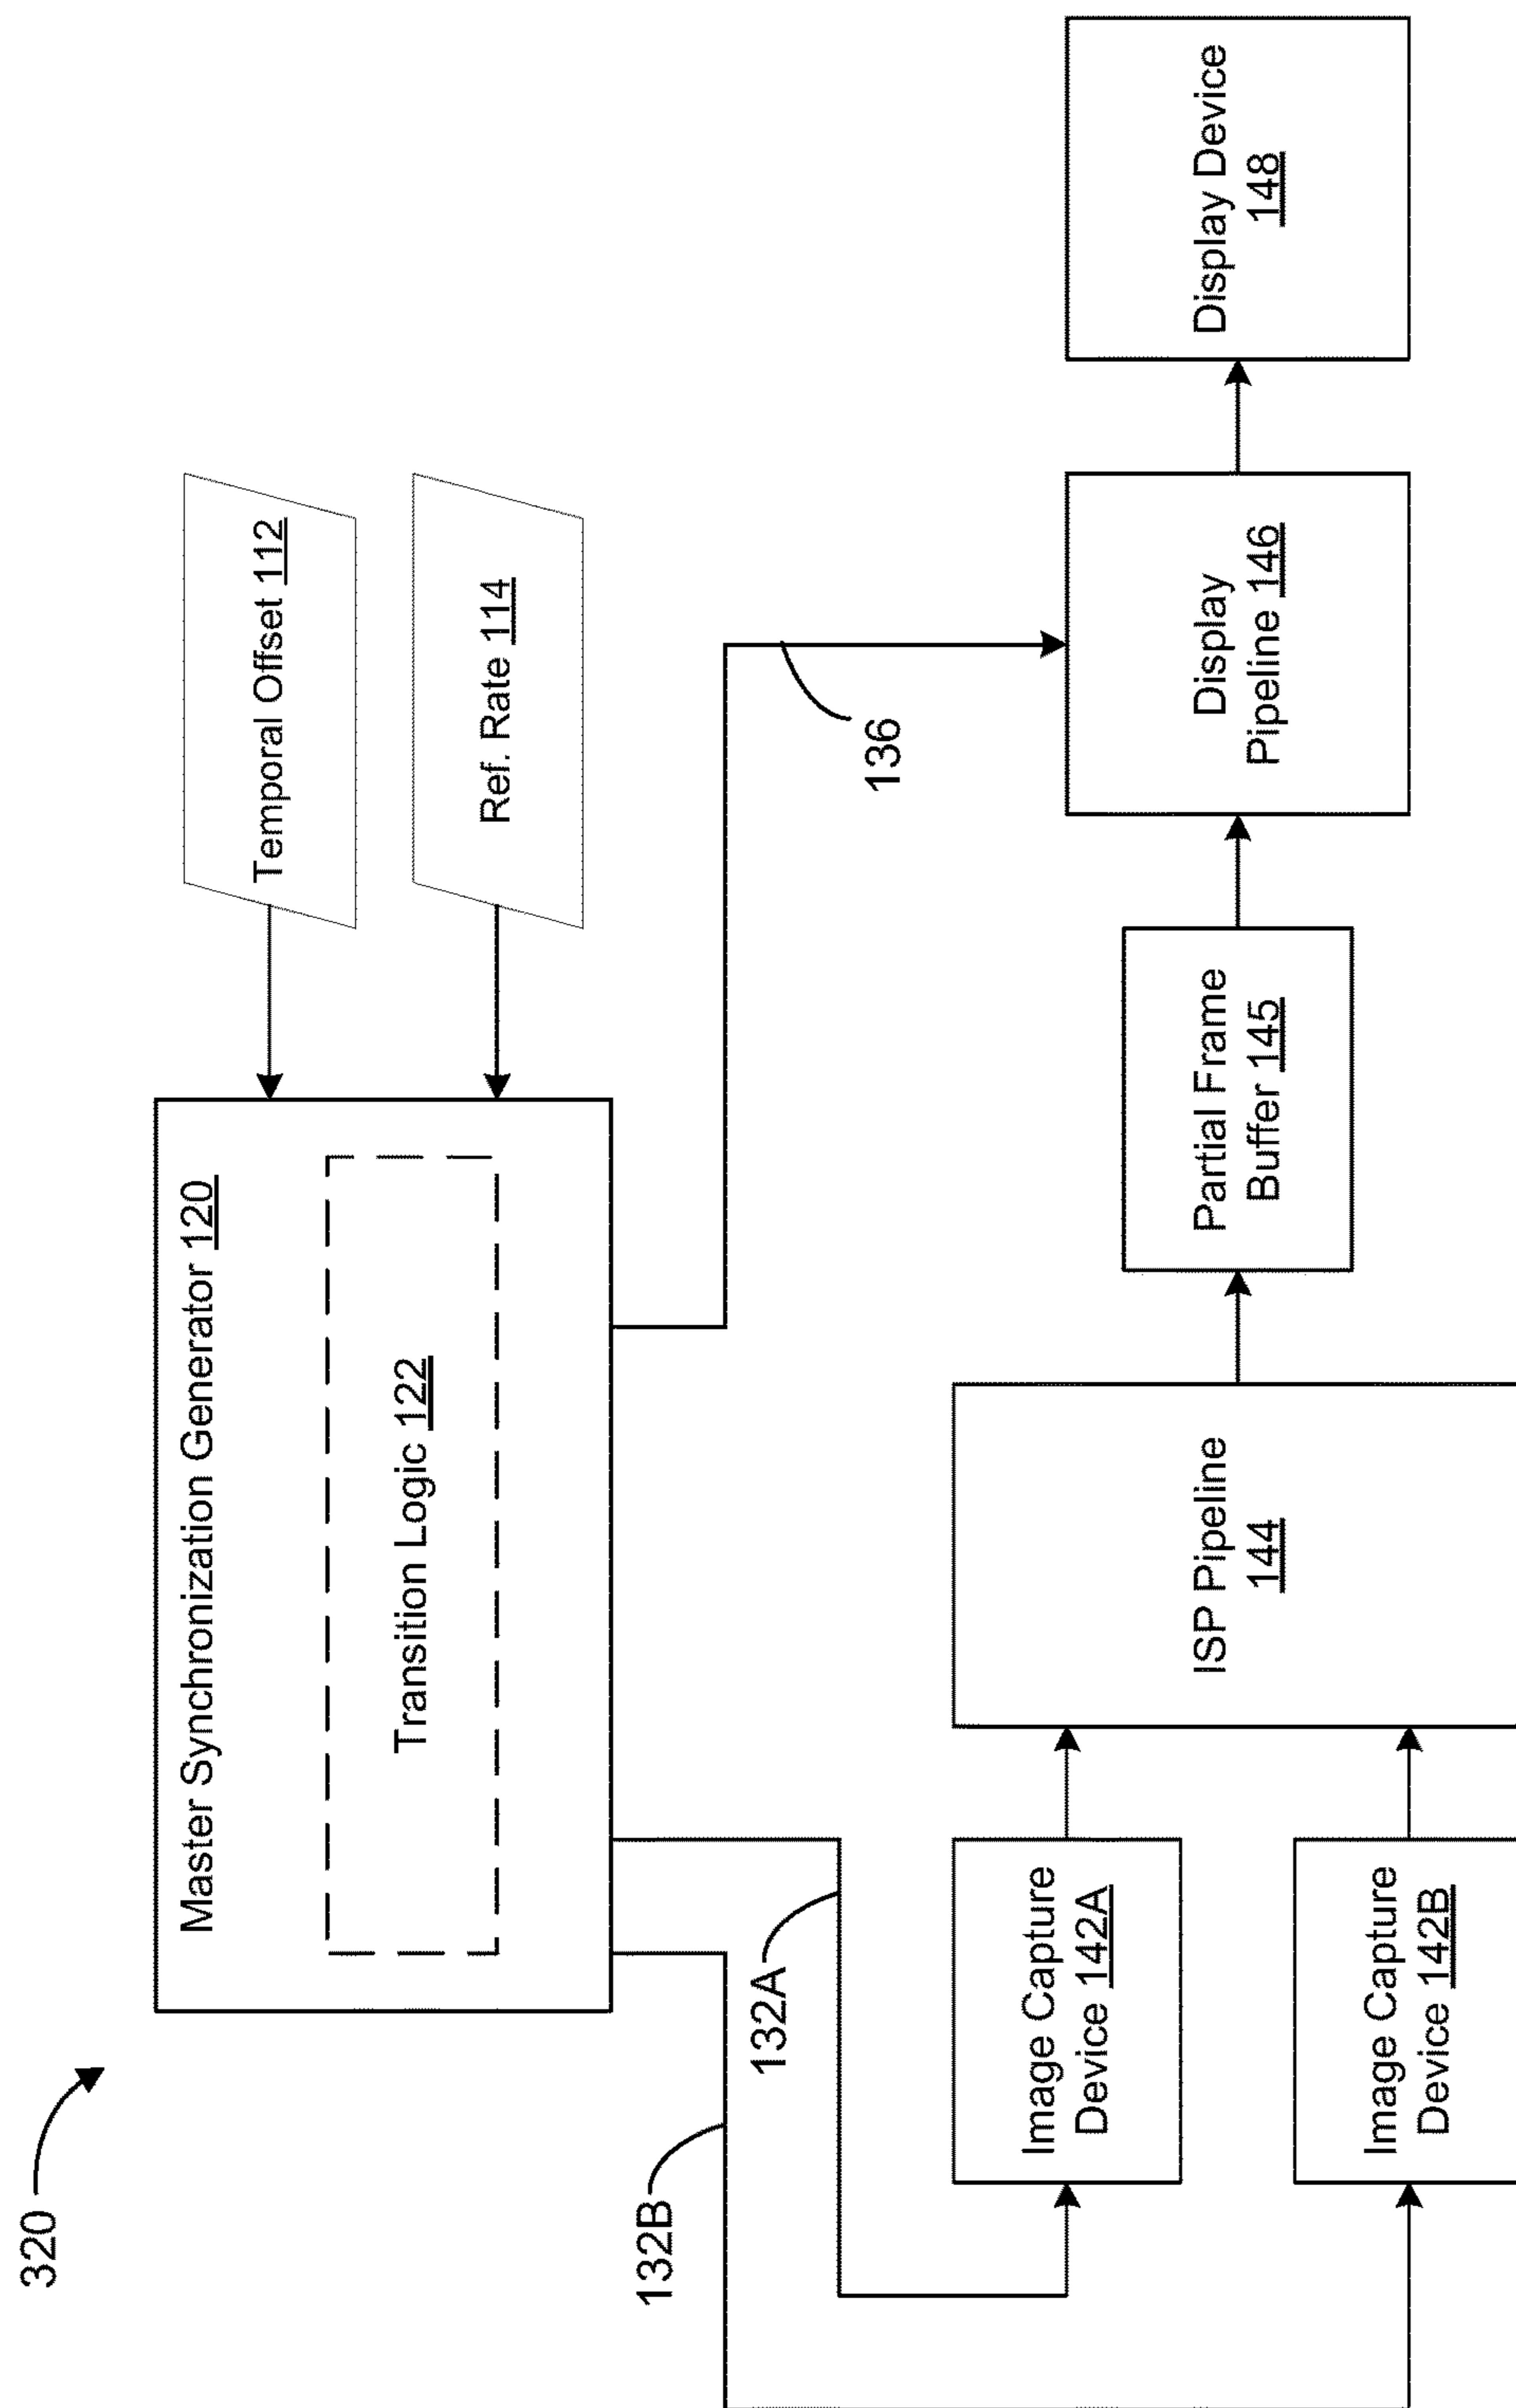 320
Master Synchronization Generator 120
Transition Logic 122
Temporal Offset 112
Ref. Rate 114
132B
132A
136
Image Capture
Device 142A
Image Capture
Device 142B
ISP Pipeline
144
Partial Frame
Buffer 145
Display
Pipeline 146
Display Device
148